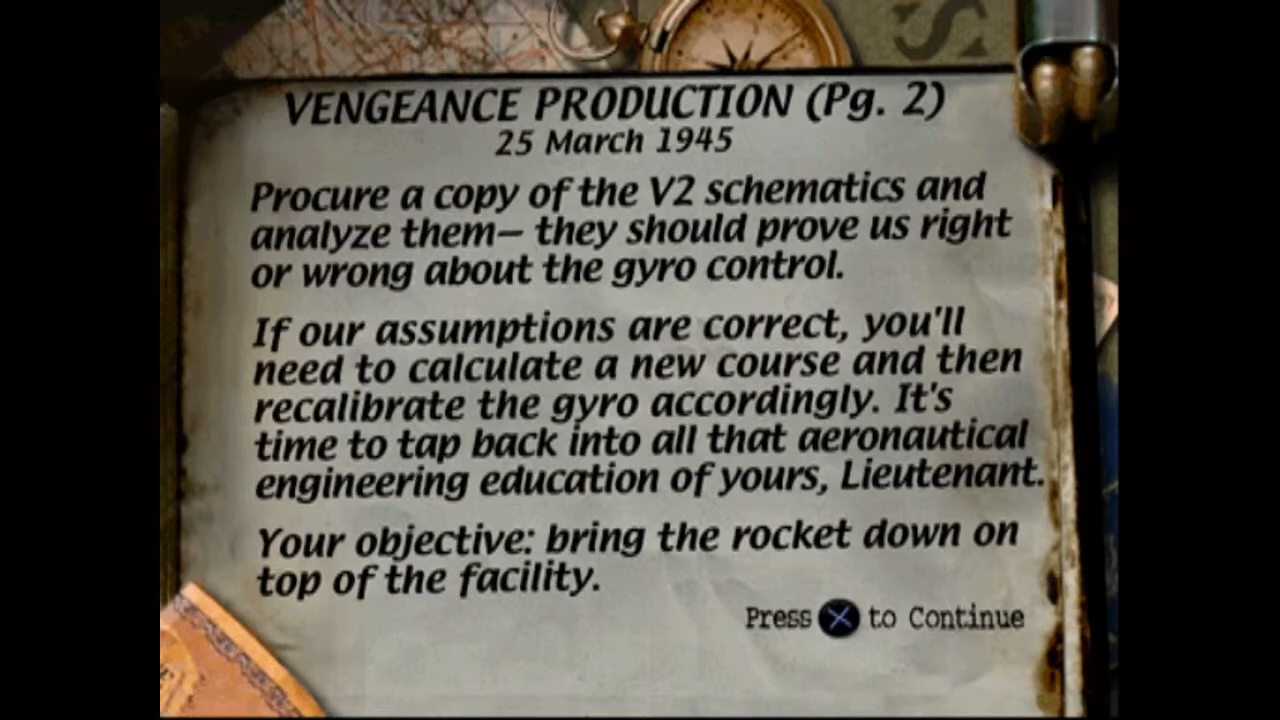 VENGEANCE PRODUCTION (Pg. 2)
25 March 1945
Procure a copy of the V2 schematics and
analyze them— they should prove us right
or wrong about the gyro control.
If our assumptions are correct, you'll
need to calculate a new course and then
recalibrate the gyro accordingly. It's
time to tap back into all that aeronautical
engineering education of yours, Lieutenant.
Your objective: bring the rocket down on
top of the facility.
Press X to Continue